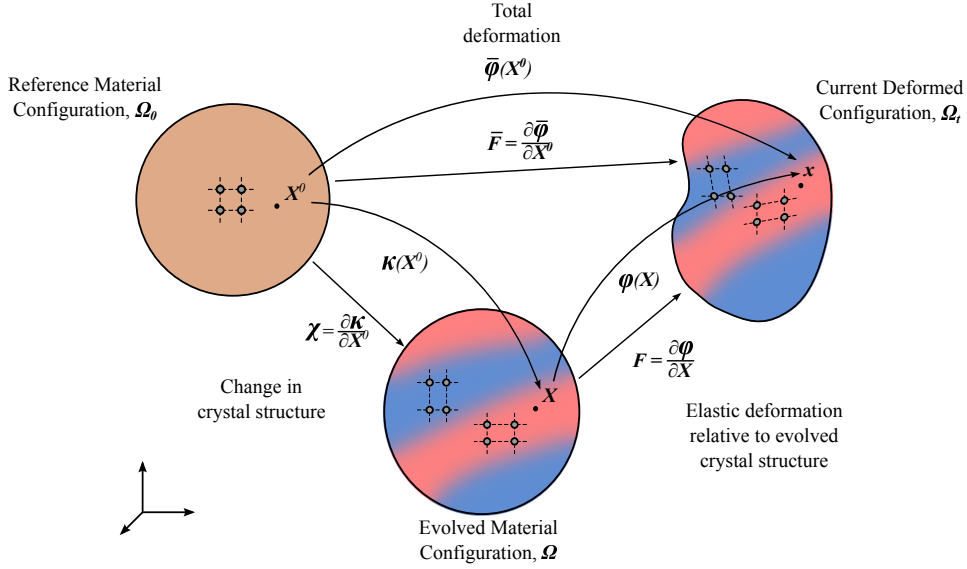 Total
deformation
φ̄(X⁰)
Reference Material
Configuration, Ω₀
Current Deformed
Configuration, Ωₜ
F̄ = ∂φ̄/∂X⁰
X⁰
x
κ(X⁰)
φ(X)
χ = ∂κ/∂X⁰
F = ∂φ/∂X
X
Change in
crystal structure
Elastic deformation
relative to evolved
crystal structure
Evolved Material
Configuration, Ω